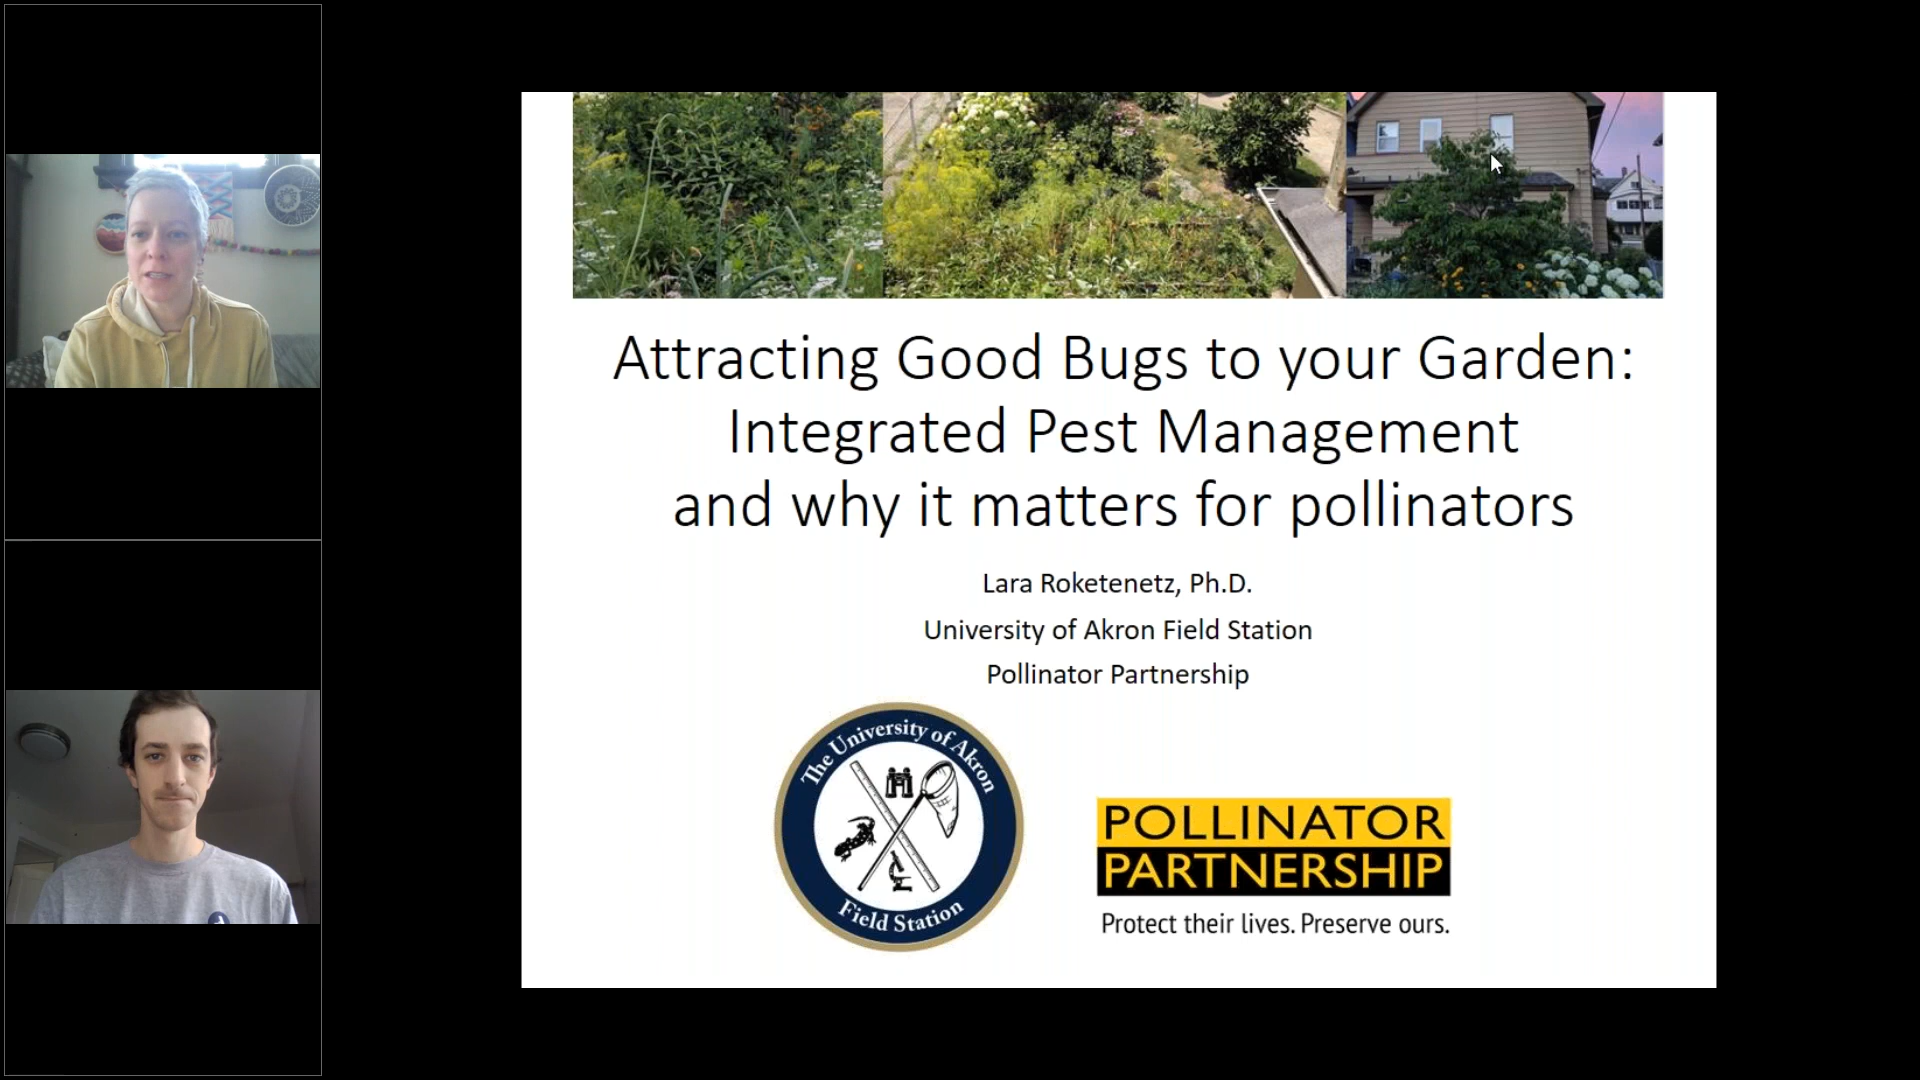 Attracting Good Bugs to your Garden:
Integrated Pest Management
and why it matters for pollinators
Lara Roketenetz, Ph.D.
University of Akron Field Station
Pollinator Partnership
The University of Akron
Field Station
POLLINATOR
PARTNERSHIP
Protect their lives. Preserve ours.